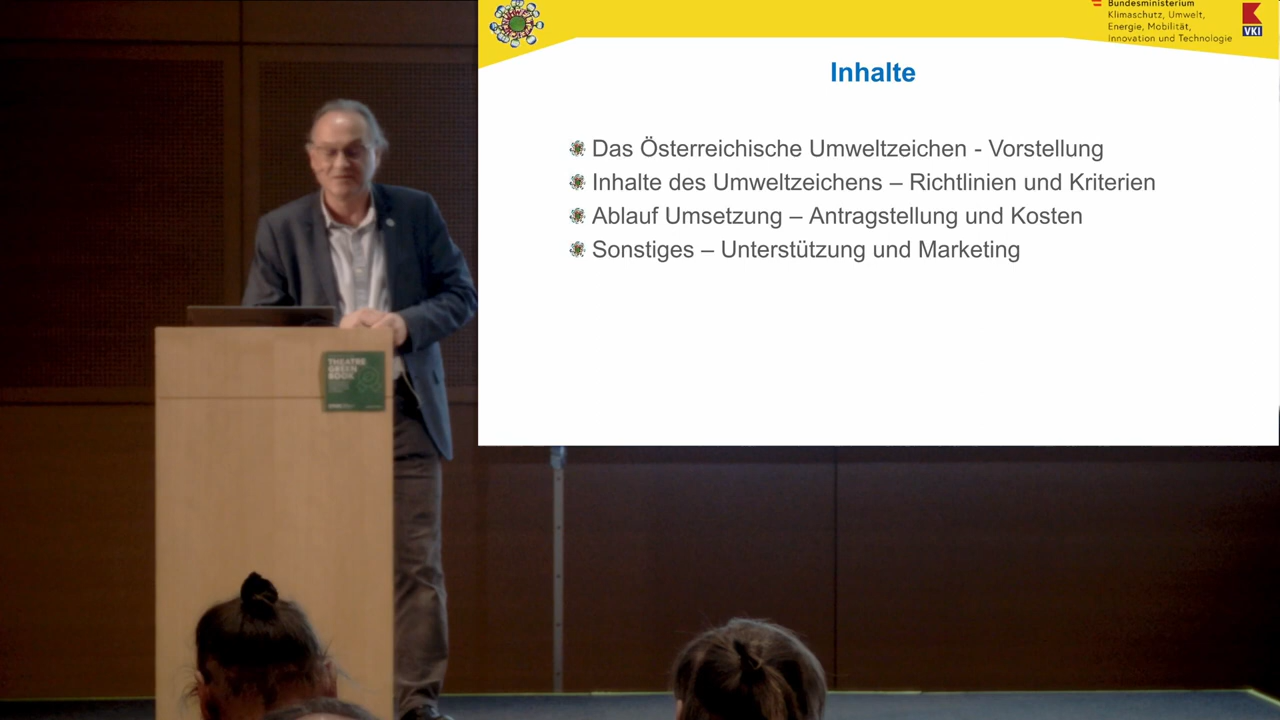 Bundesministerium
Klimaschutz, Umwelt,
Energie, Mobilität,
Innovation und Technologie
VKI
Inhalte
Das Österreichische Umweltzeichen - Vorstellung
Inhalte des Umweltzeichens – Richtlinien und Kriterien
Ablauf Umsetzung – Antragstellung und Kosten
Sonstiges – Unterstützung und Marketing
THEATRE
GREEN
BOOK